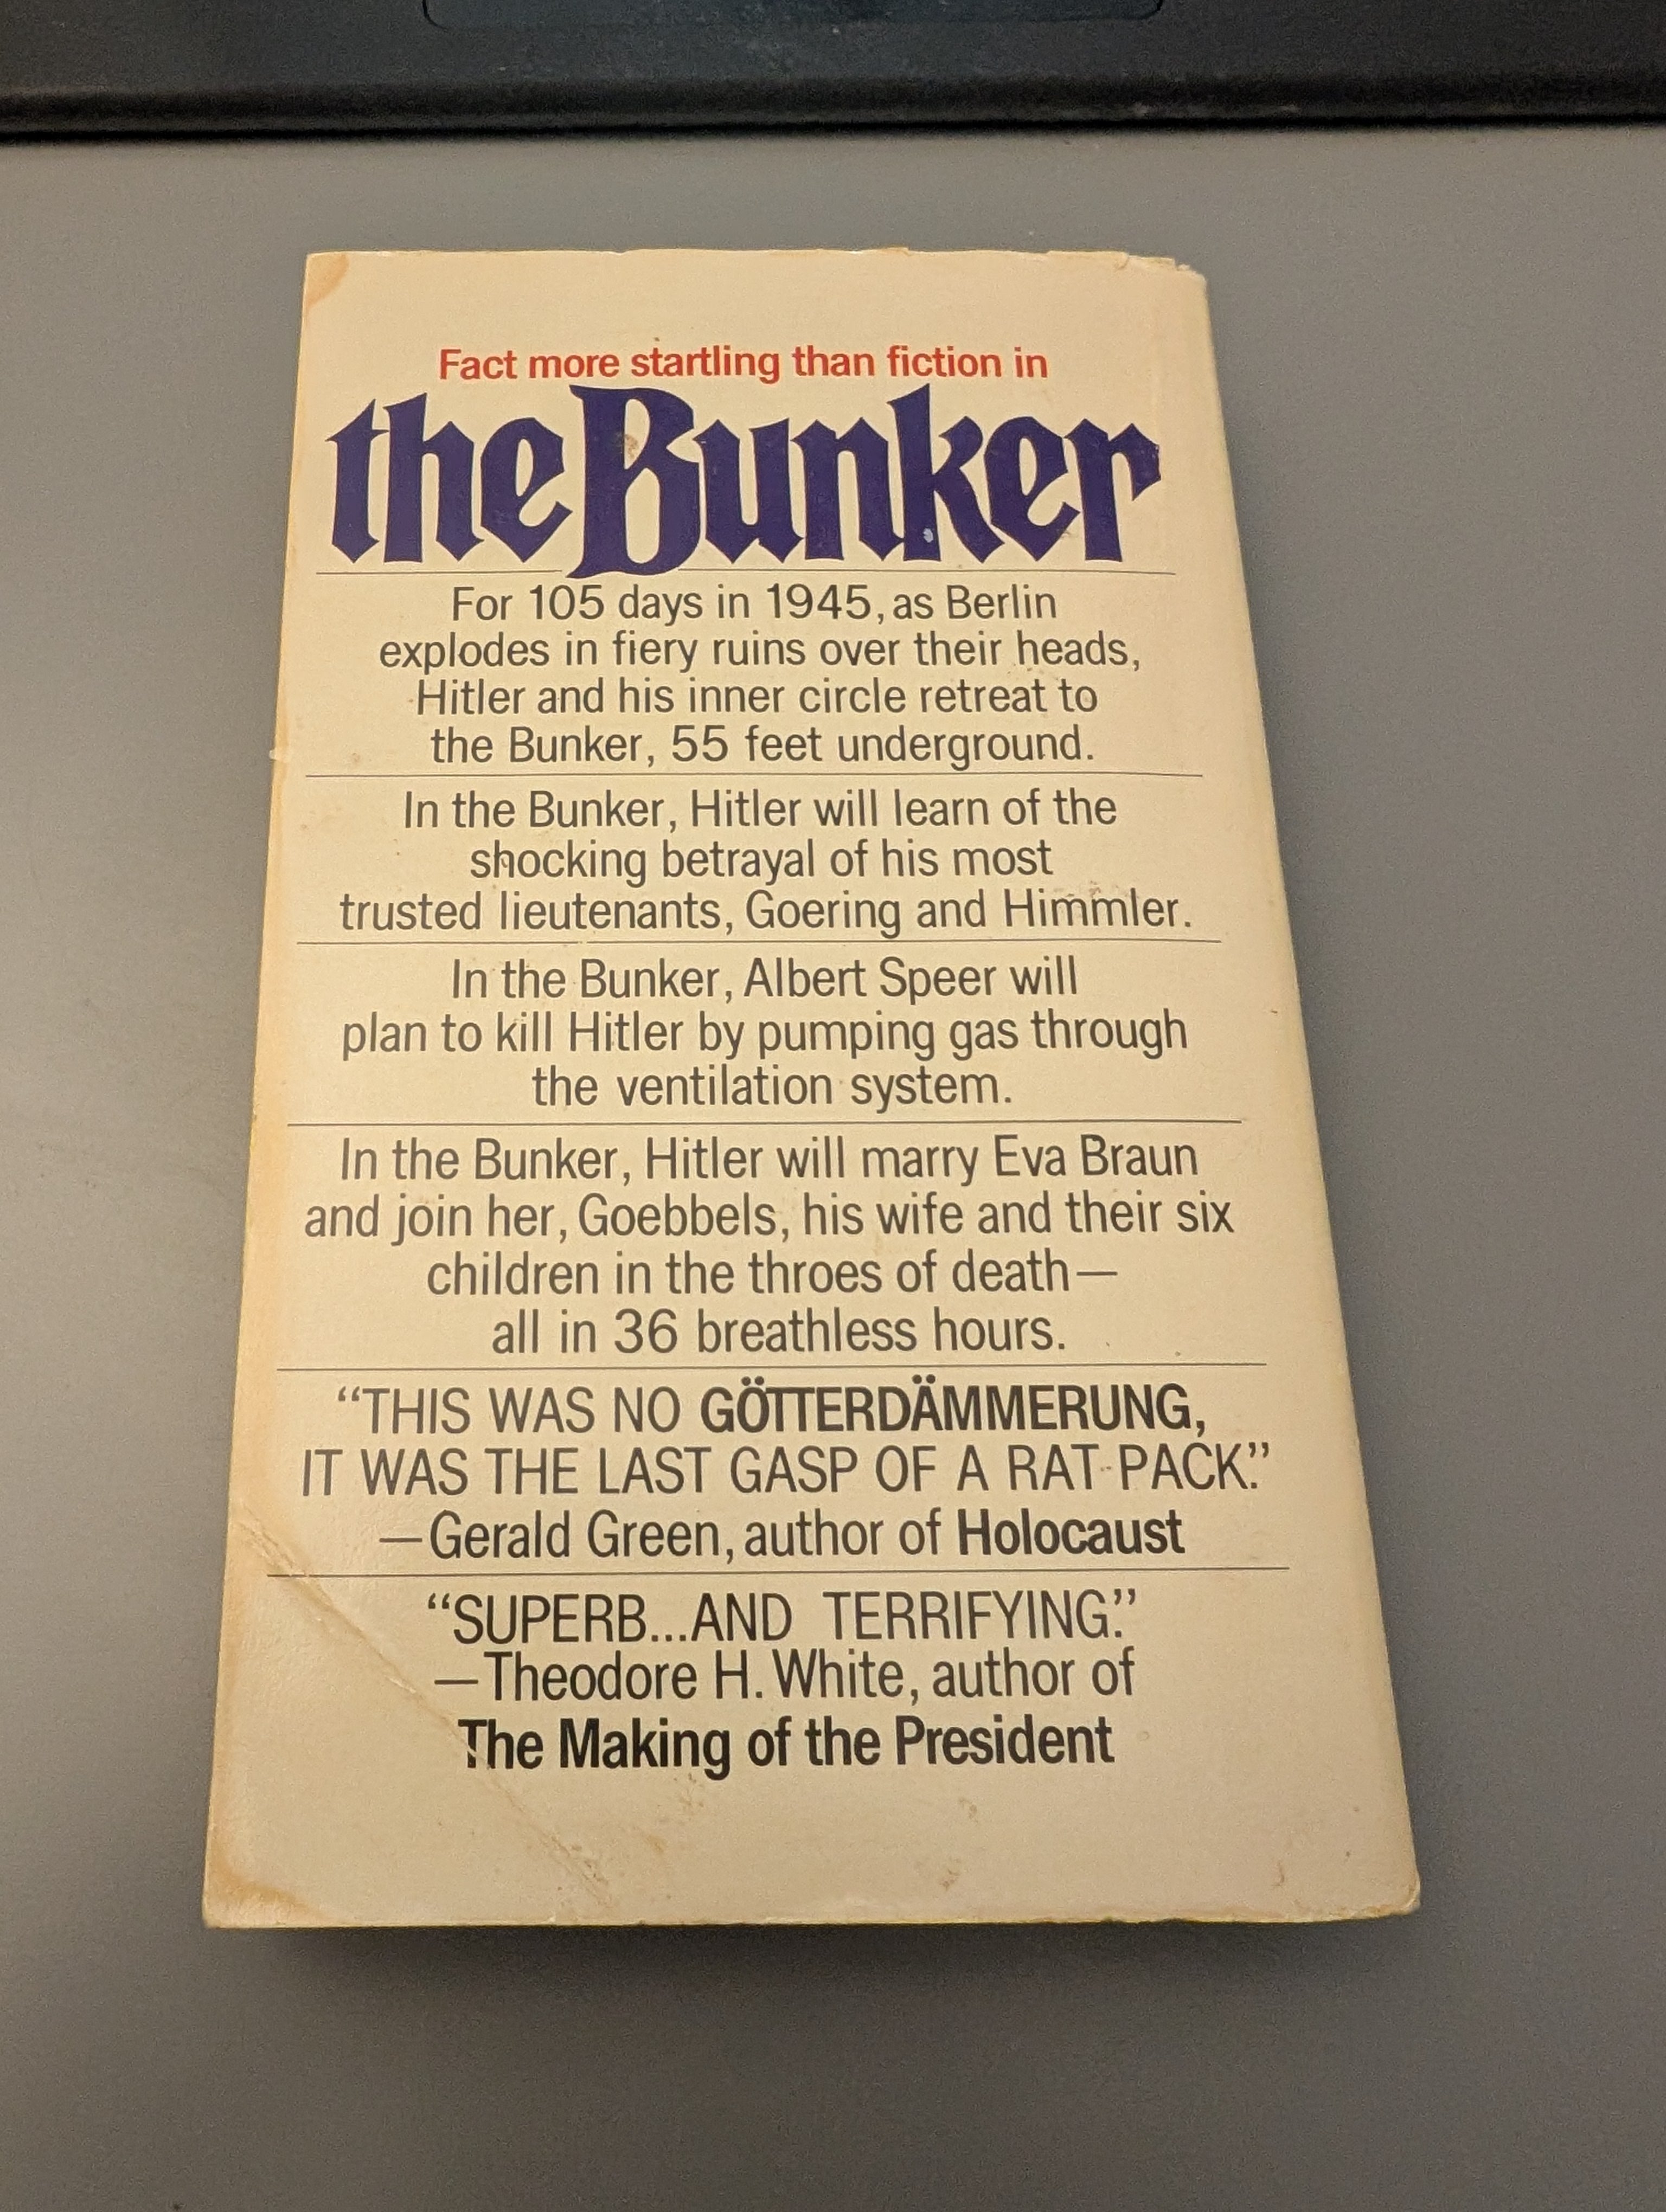 Fact more startling than fiction in
the Bunker
For 105 days in 1945, as Berlin
explodes in fiery ruins over their heads,
Hitler and his inner circle retreat to
the Bunker, 55 feet underground.
In the Bunker, Hitler will learn of the
shocking betrayal of his most
trusted lieutenants, Goering and Himmler.
In the Bunker, Albert Speer will
plan to kill Hitler by pumping gas through
the ventilation system.
In the Bunker, Hitler will marry Eva Braun
and join her, Goebbels, his wife and their six
children in the throes of death—
all in 36 breathless hours.
“THIS WAS NO GÖTTERDÄMMERUNG,
IT WAS THE LAST GASP OF A RAT PACK.”
—Gerald Green, author of Holocaust
“SUPERB...AND TERRIFYING.”
—Theodore H. White, author of
The Making of the President